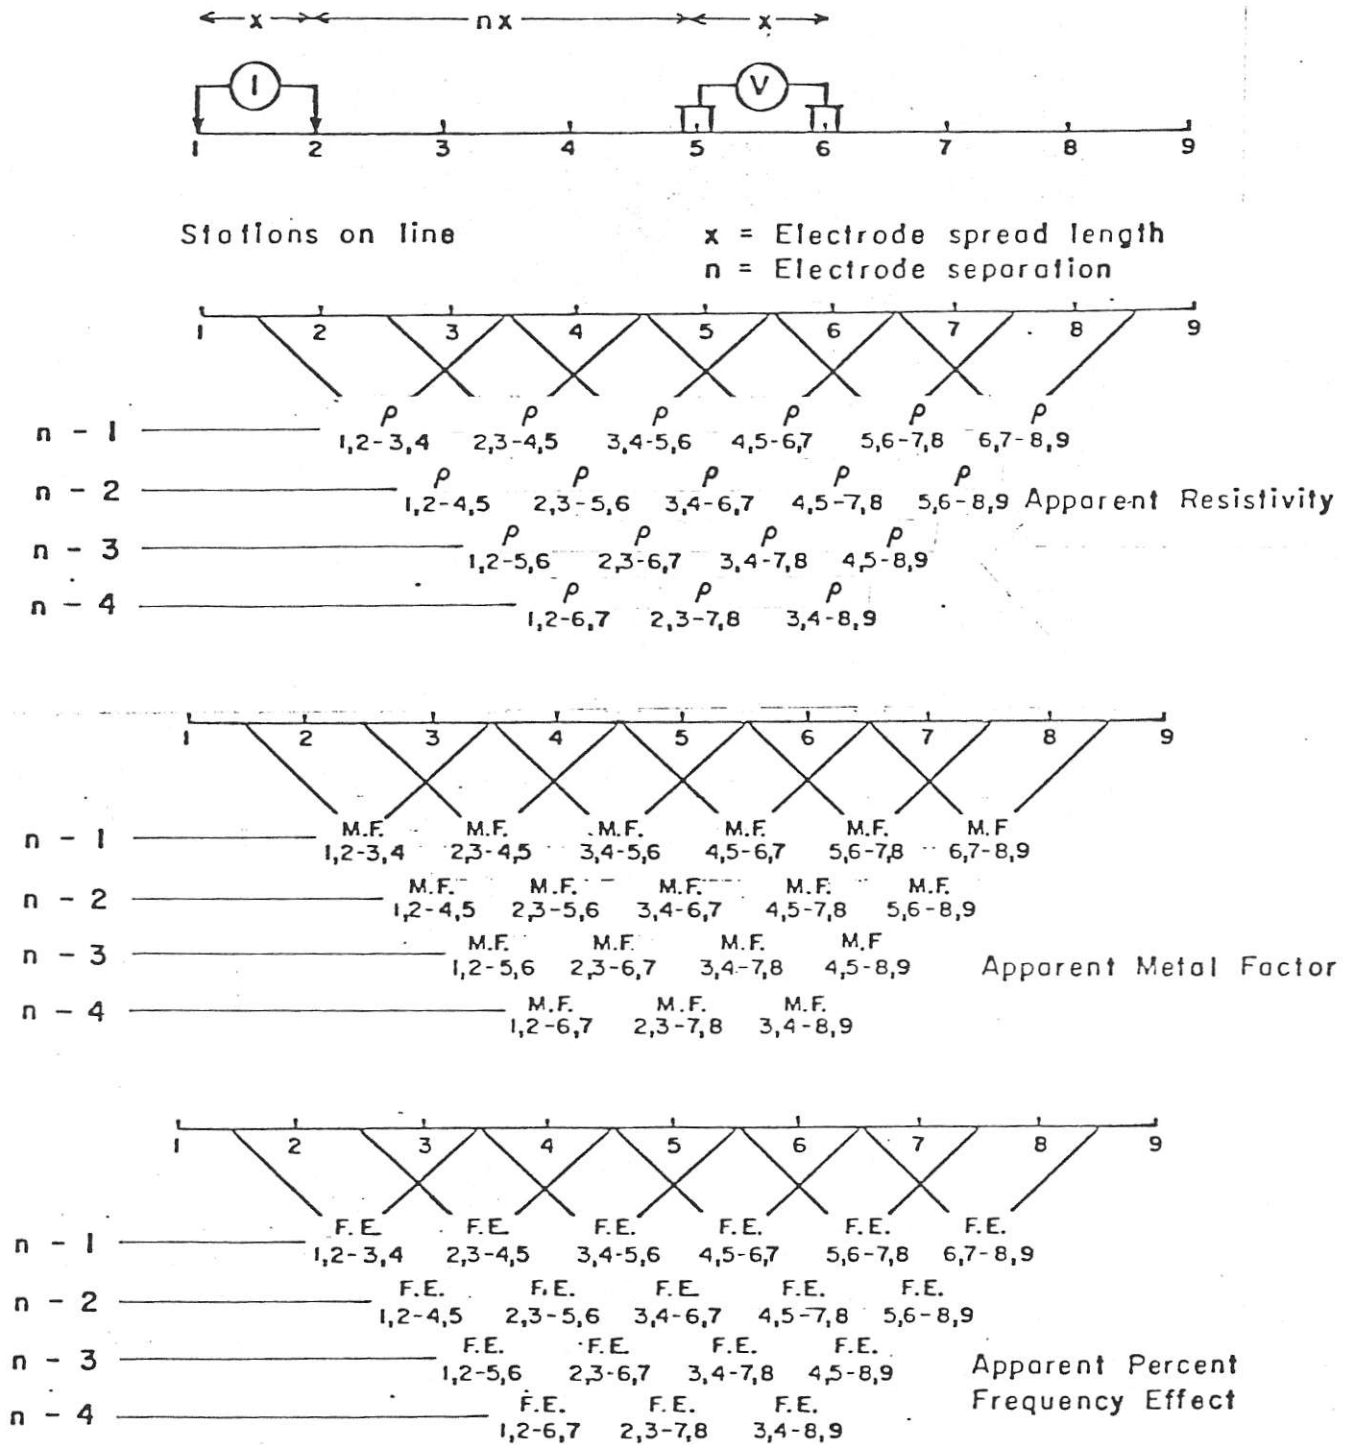 x nx x
I V
1 2 3 4 5 6 7 8 9
Stations on line
x = Electrode spread length
n = Electrode separation
1 2 3 4 5 6 7 8 9
ρ ρ ρ ρ ρ ρ
n - 1 1,2-3,4 2,3-4,5 3,4-5,6 4,5-6,7 5,6-7,8 6,7-8,9
ρ ρ ρ ρ ρ
n - 2 1,2-4,5 2,3-5,6 3,4-6,7 4,5-7,8 5,6-8,9 Apparent Resistivity
ρ ρ ρ ρ
n - 3 1,2-5,6 2,3-6,7 3,4-7,8 4,5-8,9
ρ ρ ρ
n - 4 1,2-6,7 2,3-7,8 3,4-8,9
1 2 3 4 5 6 7 8 9
M.F. M.F. M.F. M.F. M.F. M.F
n - 1 1,2-3,4 2,3-4,5 3,4-5,6 4,5-6,7 5,6-7,8 6,7-8,9
M.F. M.F. M.F. M.F. M.F.
n - 2 1,2-4,5 2,3-5,6 3,4-6,7 4,5-7,8 5,6-8,9
M.F. M.F. M.F. M.F
n - 3 1,2-5,6 2,3-6,7 3,4-7,8 4,5-8,9 Apparent Metal Factor
M.F. M.F. M.F.
n - 4 1,2-6,7 2,3-7,8 3,4-8,9
1 2 3 4 5 6 7 8 9
F.E F.E F.E. F.E. F.E. F.E.
n - 1 1,2-3,4 2,3-4,5 3,4-5,6 4,5-6,7 5,6-7,8 6,7-8,9
F.E. F.E. F.E F.E. F.E.
n - 2 1,2-4,5 2,3-5,6 3,4-6,7 4,5-7,8 5,6-8,9
F.E. F.E. F.E. F.E.
n - 3 1,2-5,6 2,3-6,7 3,4-7,8 4,5-8,9 Apparent Percent
F.E. F.E. F.E. Frequency Effect
n - 4 1,2-6,7 2,3-7,8 3,4-8,9